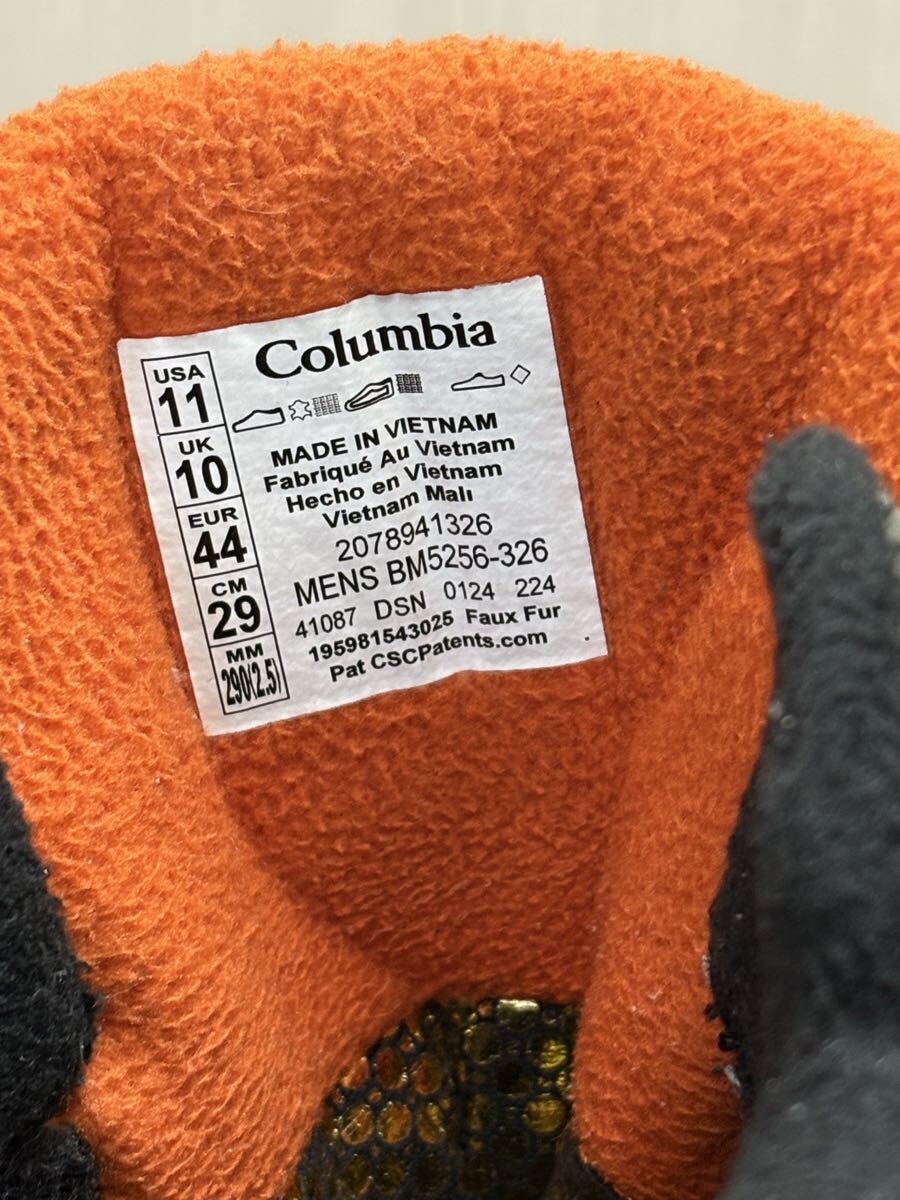 Columbia
USA
11
UK
10
EUR
44
CM
29
MM
290(2.5)
MADE IN VIETNAM
Fabriqué Au Vietnam
Hecho en Vietnam
Vietnam Malı
2078941326
MENS BM5256-326
41087 DSN 0124 224
195981543025 Faux Fur
Pat CSCPatents.com